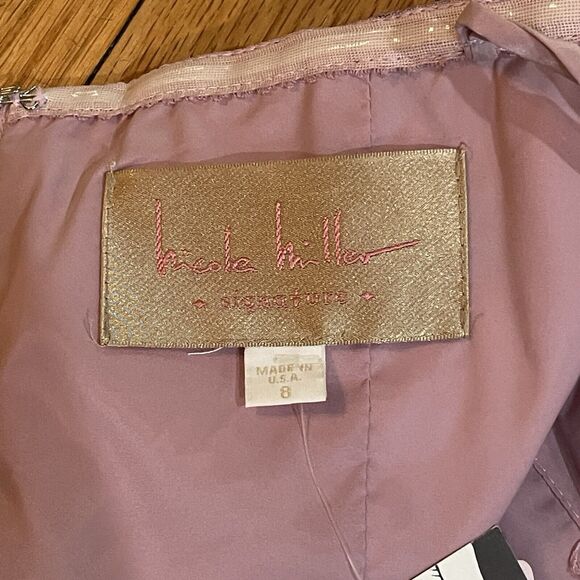 Nicole Miller
signature
MADE IN
U.S.A.
8